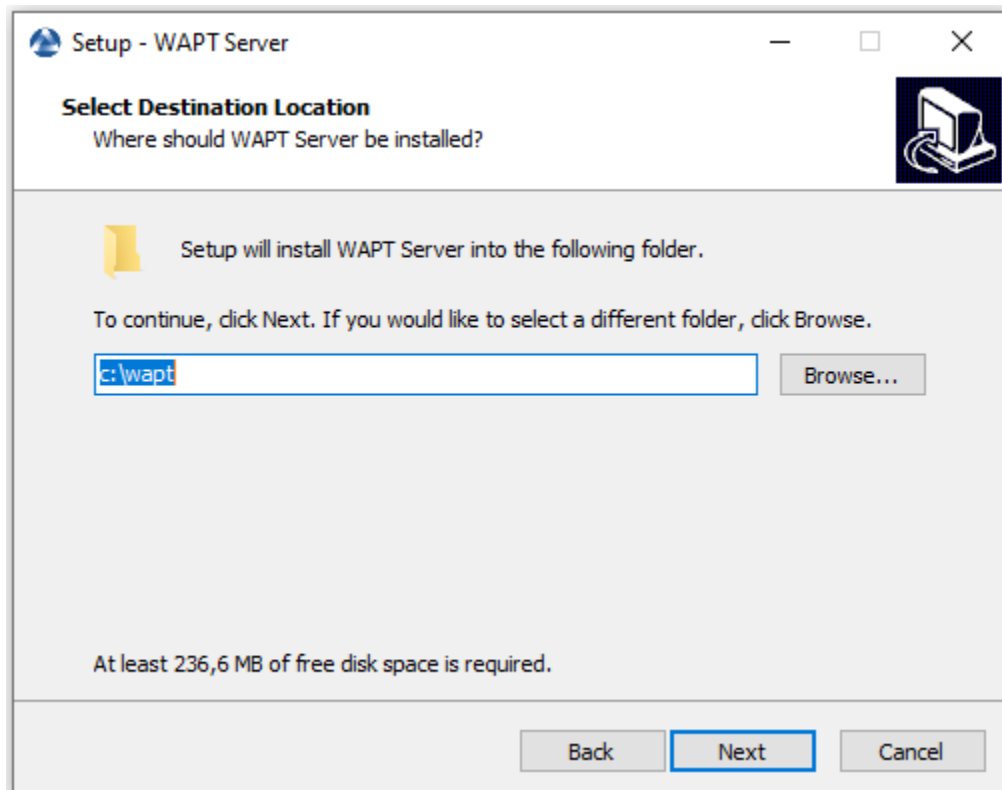 Setup - WAPT Server
Select Destination Location
Where should WAPT Server be installed?
Setup will install WAPT Server into the following folder.
To continue, click Next. If you would like to select a different folder, click Browse.
c:\wapt
Browse...
At least 236,6 MB of free disk space is required.
Back
Next
Cancel